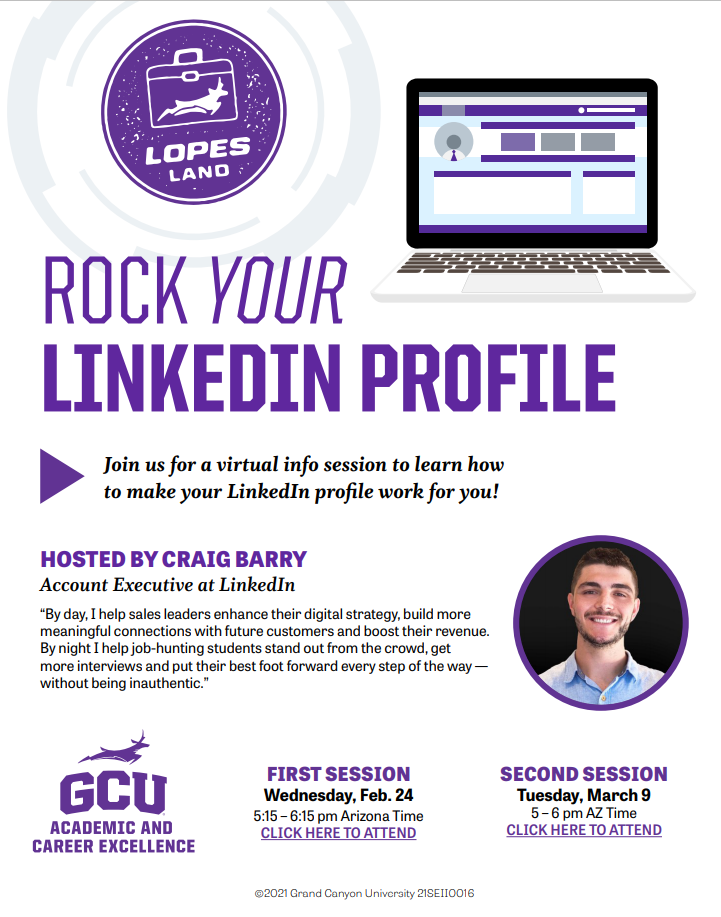 LOPES
LAND
ROCK YOUR
LINKEDIN PROFILE
Join us for a virtual info session to learn how
to make your LinkedIn profile work for you!
HOSTED BY CRAIG BARRY
Account Executive at LinkedIn
“By day, I help sales leaders enhance their digital strategy, build more
meaningful connections with future customers and boost their revenue.
By night I help job-hunting students stand out from the crowd, get
more interviews and put their best foot forward every step of the way —
without being inauthentic.”
GCU
ACADEMIC AND
CAREER EXCELLENCE
FIRST SESSION
Wednesday, Feb. 24
5:15 – 6:15 pm Arizona Time
CLICK HERE TO ATTEND
SECOND SESSION
Tuesday, March 9
5 – 6 pm AZ Time
CLICK HERE TO ATTEND
©2021 Grand Canyon University 21SEII0016